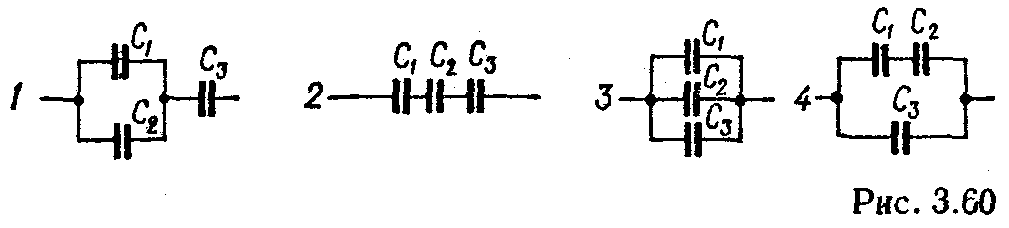 1 C₁ C₂ C₃
2 C₁ C₂ C₃
3 C₁ C₂ C₃
4 C₁ C₂ C₃
Рис. 3.60